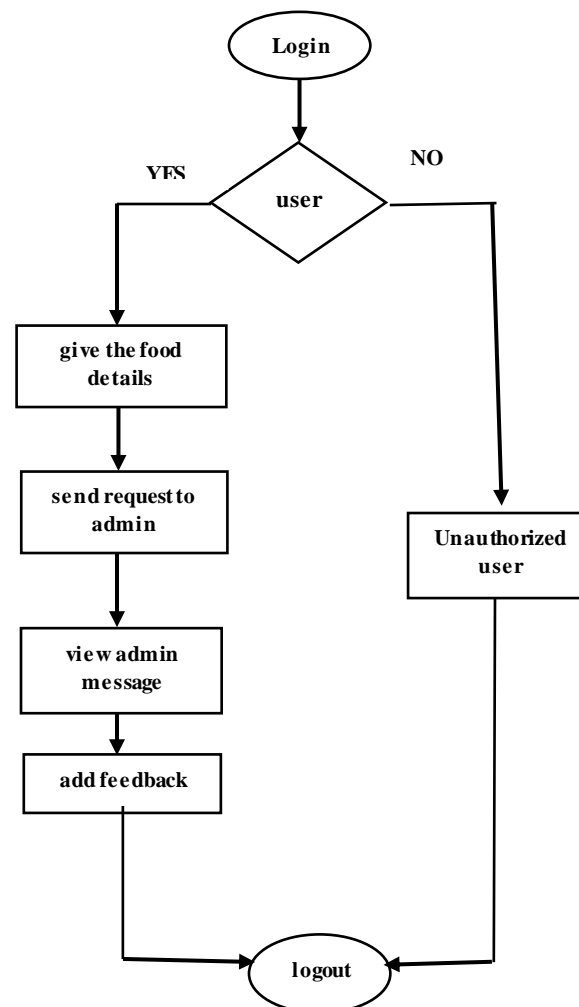 Login
YES
NO
user
give the food
details
send request to
admin
Unauthorized
user
view admin
message
add feedback
logout